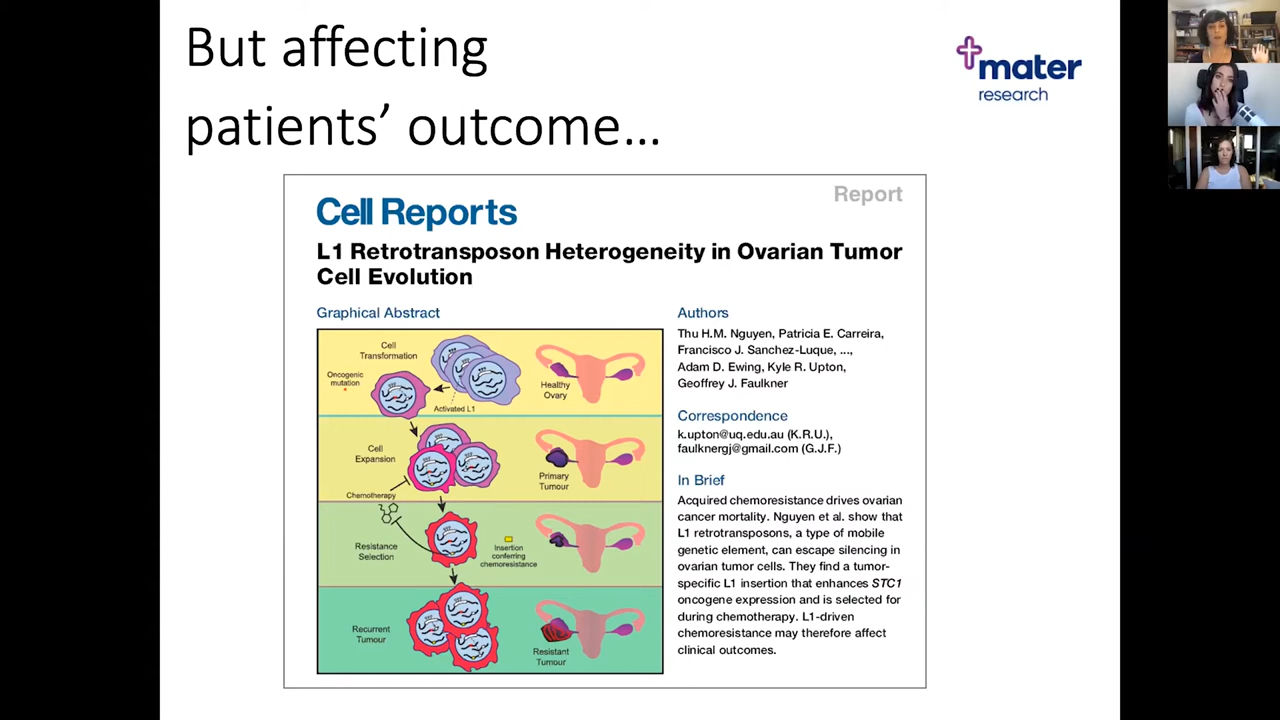 But affecting
patients’ outcome…
mater
research
Report
Cell Reports
L1 Retrotransposon Heterogeneity in Ovarian Tumor
Cell Evolution
Graphical Abstract
Cell
Transformation
Oncogenic
mutation
Activated L1
Healthy
Ovary
Cell
Expansion
Chemotherapy
Primary
Tumour
Resistance
Selection
Insertion
conferring
chemoresistance
Recurrent
Tumour
Resistant
Tumour
Authors
Thu H.M. Nguyen, Patricia E. Carreira,
Francisco J. Sanchez-Luque, ...,
Adam D. Ewing, Kyle R. Upton,
Geoffrey J. Faulkner
Correspondence
k.upton@uq.edu.au (K.R.U.),
faulknergj@gmail.com (G.J.F.)
In Brief
Acquired chemoresistance drives ovarian
cancer mortality. Nguyen et al. show that
L1 retrotransposons, a type of mobile
genetic element, can escape silencing in
ovarian tumor cells. They find a tumor-
specific L1 insertion that enhances STC1
oncogene expression and is selected for
during chemotherapy. L1-driven
chemoresistance may therefore affect
clinical outcomes.